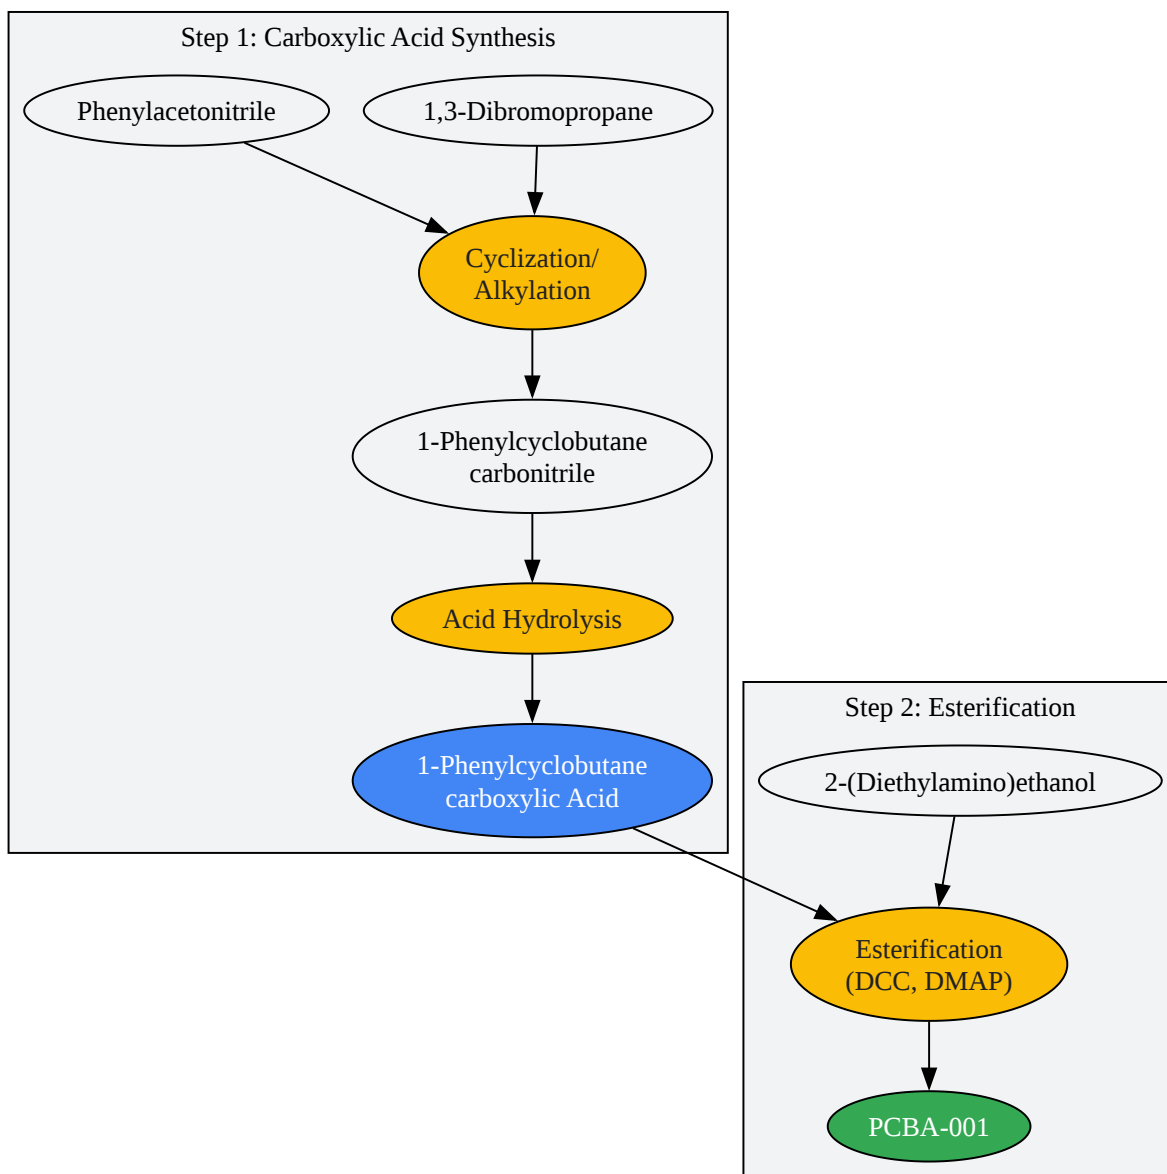 Step 1: Carboxylic Acid Synthesis
Phenylacetonitrile
1,3-Dibromopropane
Cyclization/
Alkylation
1-Phenylcyclobutane
carbonitrile
Acid Hydrolysis
1-Phenylcyclobutane
carboxylic Acid
Step 2: Esterification
2-(Diethylamino)ethanol
Esterification
(DCC, DMAP)
PCBA-001